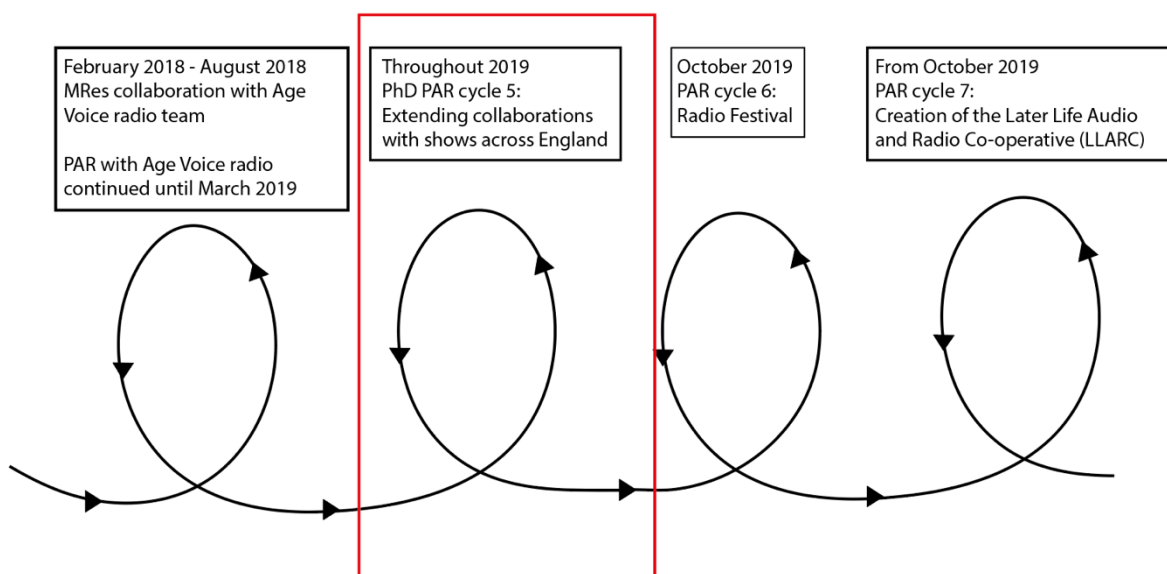 February 2018 - August 2018
MRes collaboration with Age
Voice radio team
PAR with Age Voice radio
continued until March 2019
Throughout 2019
PhD PAR cycle 5:
Extending collaborations
with shows across England
October 2019
PAR cycle 6:
Radio Festival
From October 2019
PAR cycle 7:
Creation of the Later Life Audio
and Radio Co-operative (LLARC)